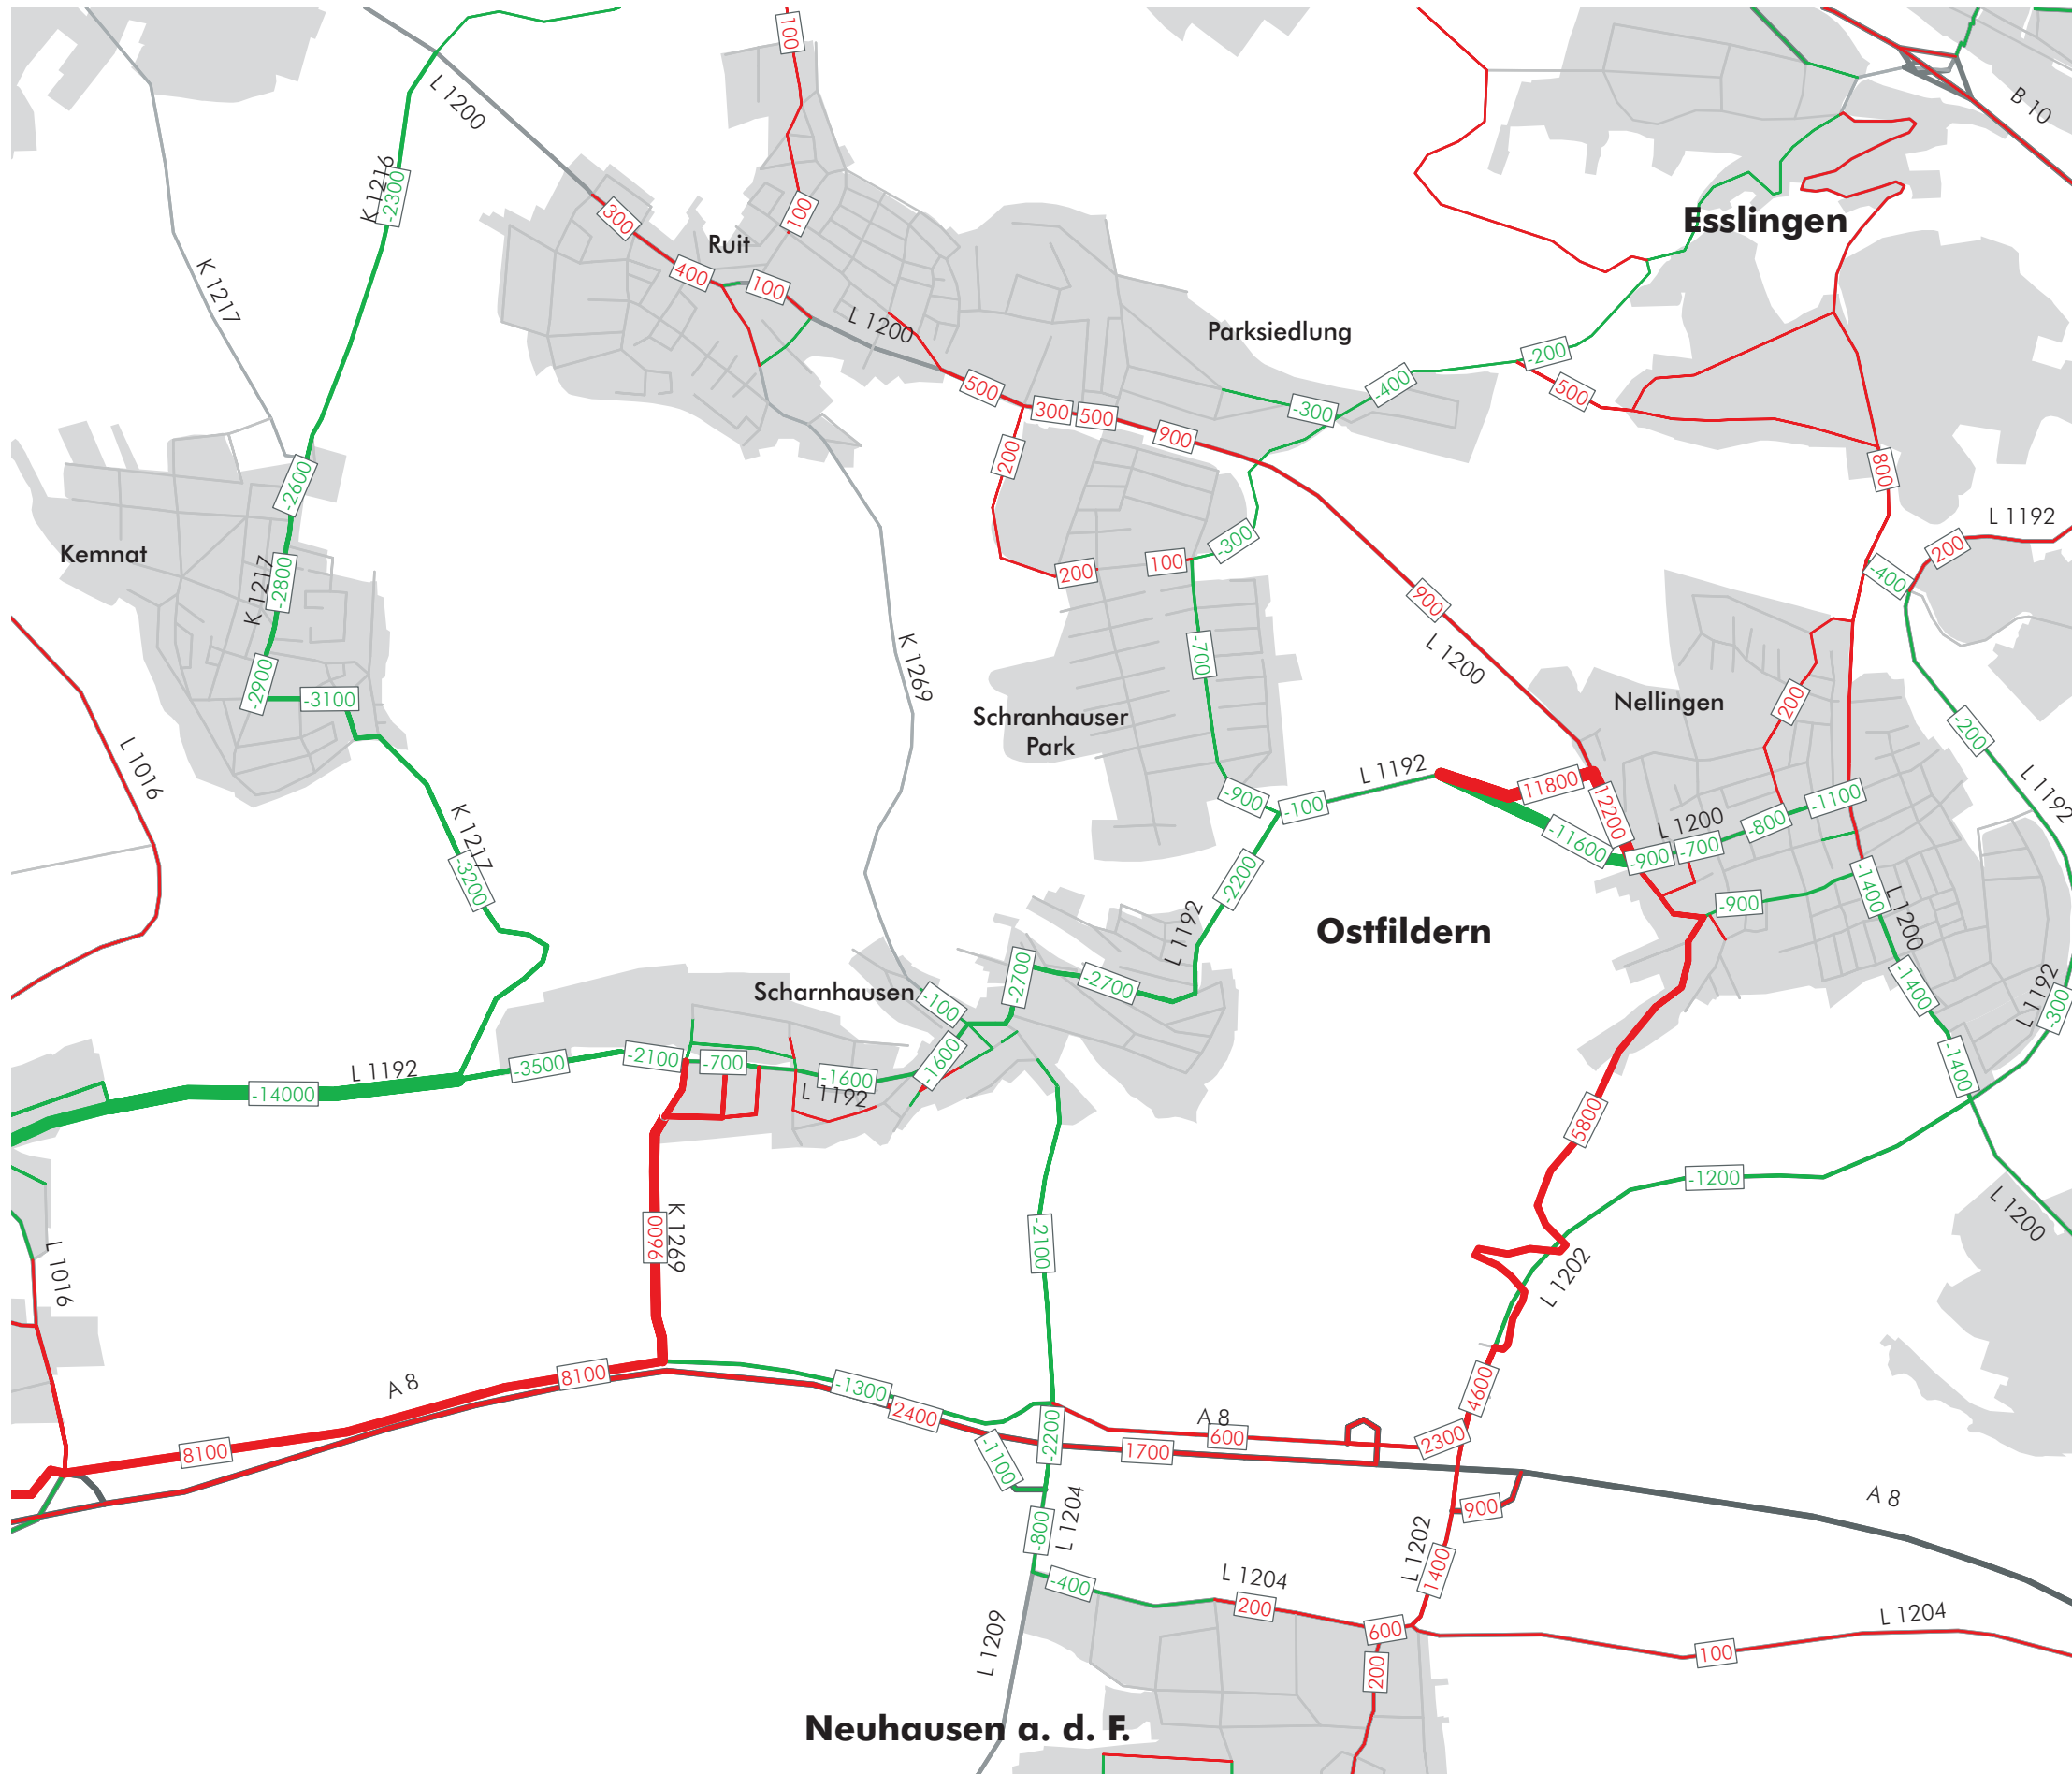 100
L 1200
B 10
K 1216
-2300
300
100
Esslingen
Ruit
400
100
K 1217
L 1200
Parksiedlung
-200
500
-400
500
300
500
-300
900
200
800
-2600
L 1192
Kemnat
K 1217
-2800
200
100
-300
200
-400
900
L 1200
K 1269
-700
-2900
-3100
Nellingen
200
Schranhauser
Park
-200
L 1016
L 1192
L 1192
11800
-900
-100
-1100
12200
L 1200
-800
-11600
-900
-700
K 1217
-3200
-2200
-1400
-900
L 1200
L 1192
Ostfildern
-2700
-2700
Scharnhausen
-100
-1400
L 1192
-300
L 1192
-14000
-3500
-2100
-700
-1600
L 1192
-1600
-1400
5800
-1200
L 1200
9600
K 1269
-2100
L 1016
L 1202
A 8
8100
-1300
2400
4600
A 8
600
2300
8100
-2200
-1100
1700
900
A 8
-800
L 1204
L 1202
1400
-400
L 1204
200
600
L 1204
100
L 1209
200
Neuhausen a. d. F.